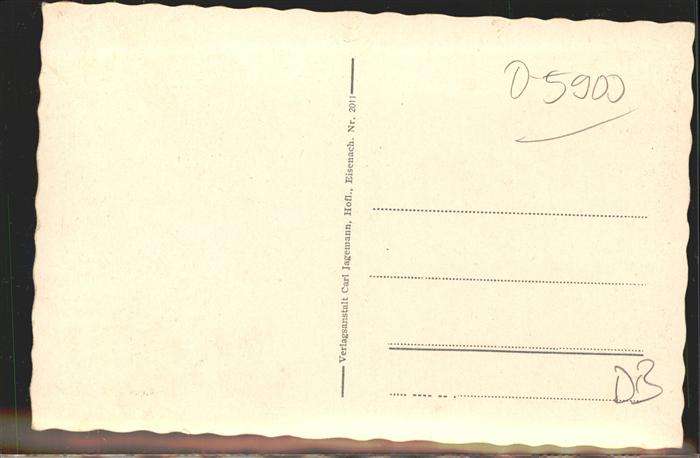 Verlagsanstalt Carl Jagemann, Hofl., Eisenach. Nr. 2011
D-5900
DB